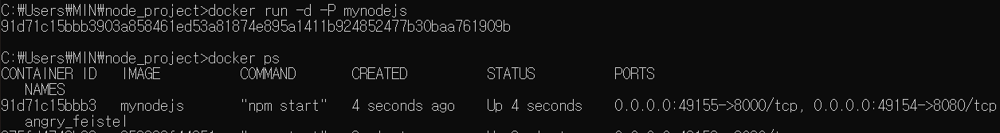 C:₩Users₩MIN₩node_project>docker run -d -P mynodejs
91d71c15bbb3903a858461ed53a81874e895a1411b924852477b30baa761909b
C:₩Users₩MIN₩node_project>docker ps
CONTAINER ID IMAGE COMMAND CREATED STATUS PORTS
NAMES
91d71c15bbb3 mynodejs "npm start" 4 seconds ago Up 4 seconds 0.0.0.0:49155->8000/tcp, 0.0.0.0:49154->8080/tcp
angry_feistel